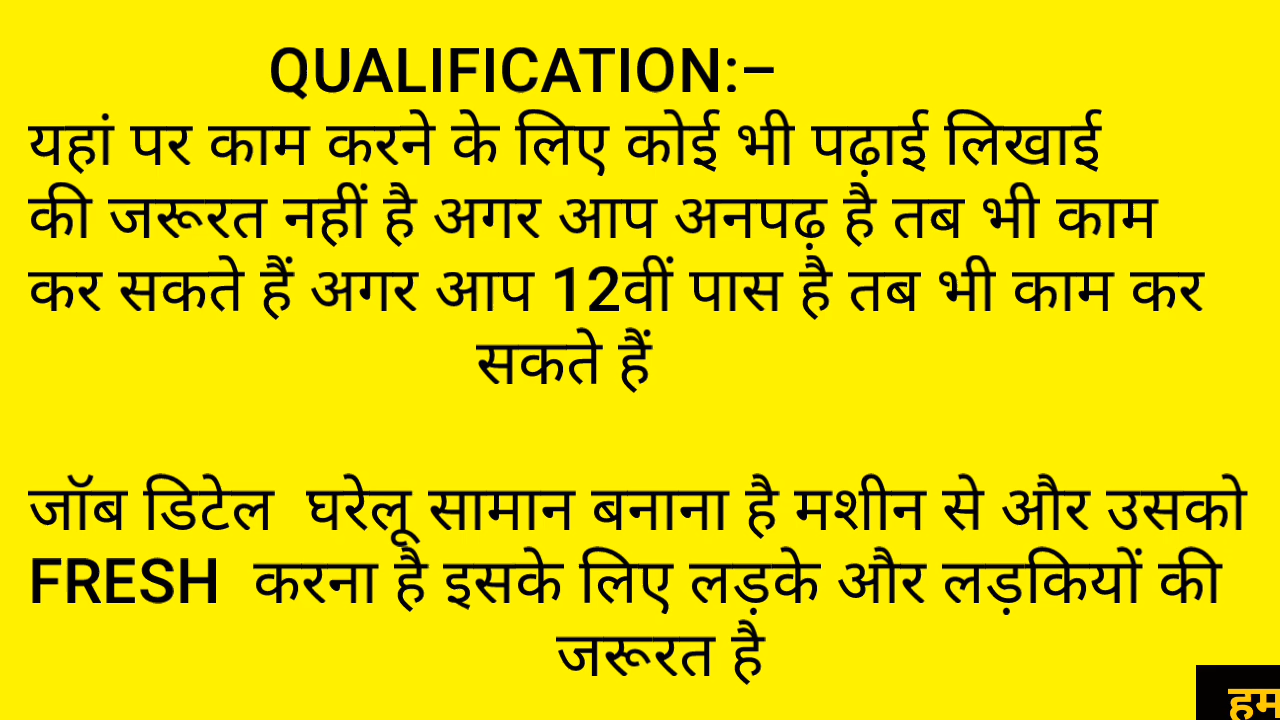 QUALIFICATION:–
यहां पर काम करने के लिए कोई भी पढ़ाई लिखाई
की जरूरत नहीं है अगर आप अनपढ़ है तब भी काम
कर सकते हैं अगर आप 12वीं पास है तब भी काम कर
सकते हैं
जॉब डिटेल घरेलू सामान बनाना है मशीन से और उसको
FRESH करना है इसके लिए लड़के और लड़कियों की
जरूरत है
हम